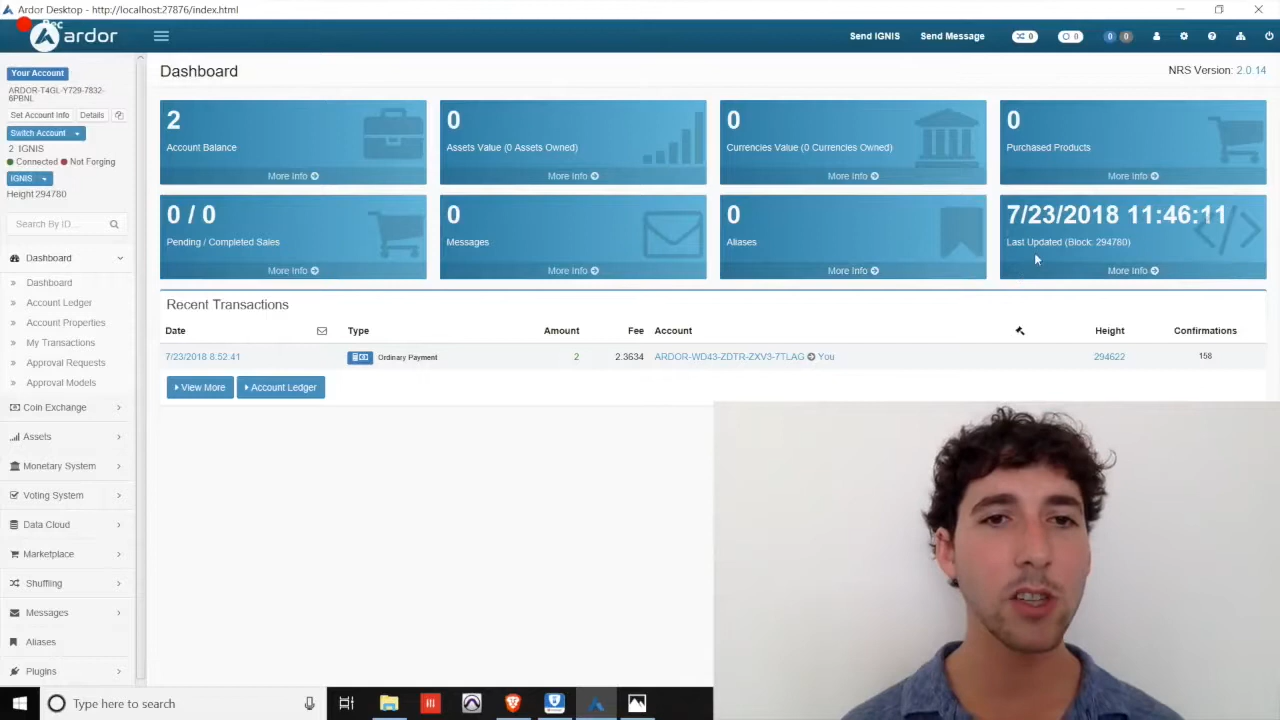 Ardor Desktop - http://localhost:27876/index.html
Rec
ardor
Send IGNIS
Send Message
0
0
0
0
Your Account
ARDOR-T4GL-Y729-7832-
6PBNL
Set Account Info
Details
Switch Account
2 IGNIS
Connected
Not Forging
IGNIS
Height 294780
Search By ID...
Dashboard
Dashboard
Account Ledger
Account Properties
My Transactions
Approval Requests
Approval Models
Coin Exchange
Assets
Monetary System
Voting System
Data Cloud
Marketplace
Shuffling
Messages
Aliases
Plugins
Dashboard
NRS Version: 2.0.14
2
Account Balance
More Info
0
Assets Value (0 Assets Owned)
More Info
0
Currencies Value (0 Currencies Owned)
More Info
0
Purchased Products
More Info
0 / 0
Pending / Completed Sales
More Info
0
Messages
More Info
0
Aliases
More Info
7/23/2018 11:46:11
Last Updated (Block: 294780)
More Info
Recent Transactions
Date Type Amount Fee Account Height Confirmations
7/23/2018 8:52:41 Ordinary Payment 2 2.3634 ARDOR-WD43-ZDTR-ZXV3-7TLAG You 294622 158
View More
Account Ledger
Type here to search